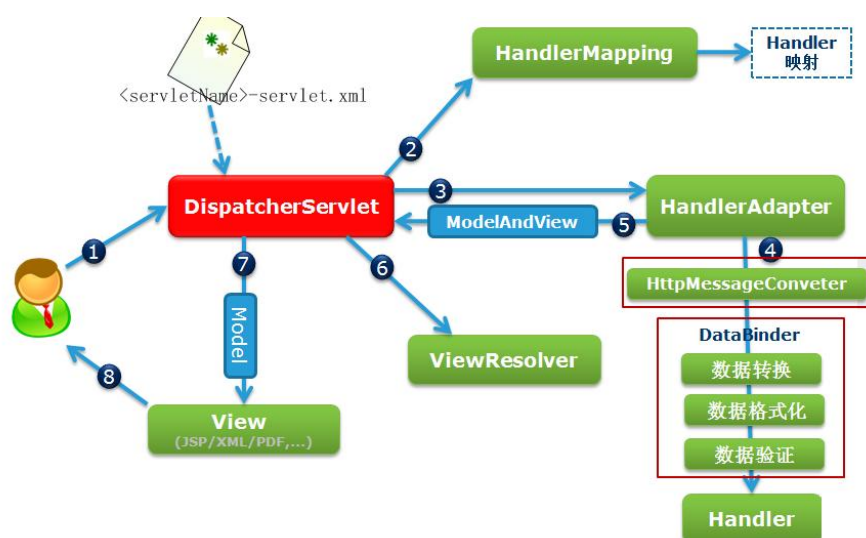 <servletName>-servlet.xml
HandlerMapping
Handler
映射
2
DispatcherServlet
3
HandlerAdapter
ModelAndView
5
1
7
6
4
HttpMessageConveter
Model
DataBinder
ViewResolver
数据转换
8
数据格式化
View
(JSP/XML/PDF,...)
数据验证
Handler